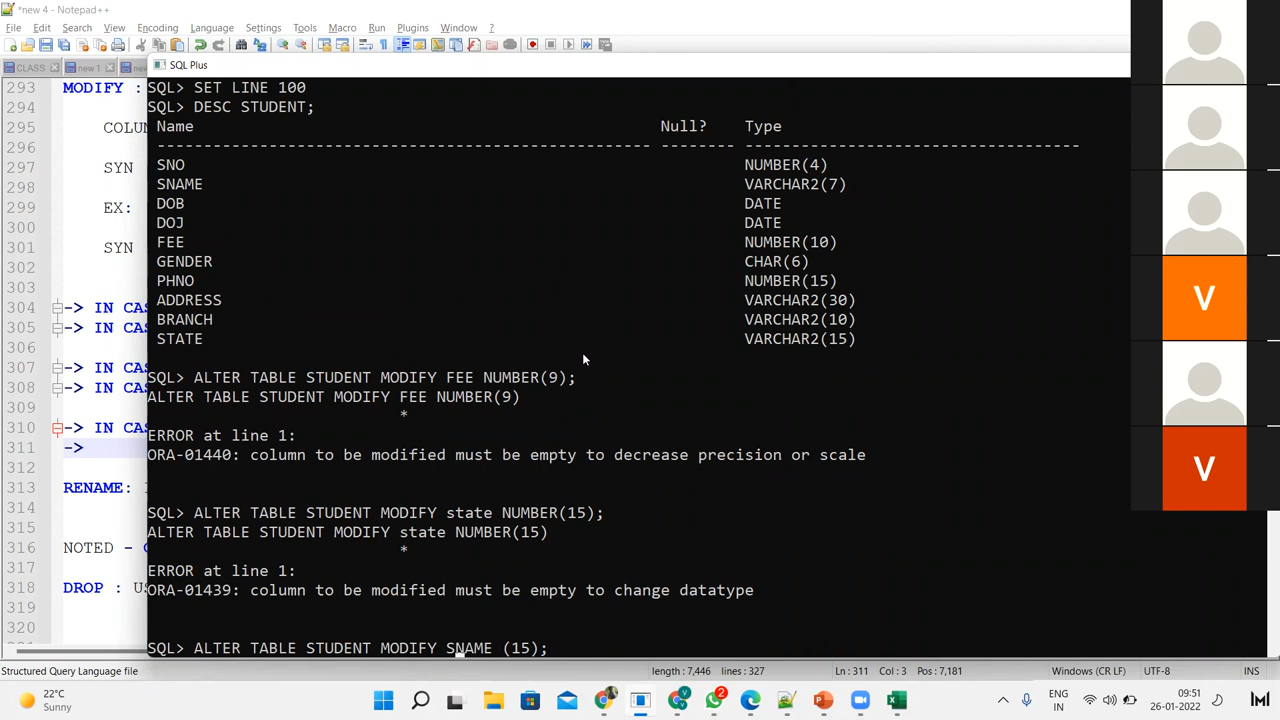 *new 4 - Notepad++
File Edit Search View Encoding Language Settings Tools Macro Run Plugins Window ?
CLASS new 1
SQL Plus
293 MODIFY :
294
295 COLUM
296
297 SYN
298
299 EX:
300
301 SYN
302
303
304 -> IN CAS
305 -> IN CAS
306
307 -> IN CAS
308 -> IN CAS
309
310 -> IN CAS
311 ->
312
313 RENAME:
314
315
316 NOTED -
317
318 DROP : US
319
320
SQL> SET LINE 100
SQL> DESC STUDENT;
Name Null? Type
----------------------------------------------------- -------- ------------------------------------
SNO NUMBER(4)
SNAME VARCHAR2(7)
DOB DATE
DOJ DATE
FEE NUMBER(10)
GENDER CHAR(6)
PHNO NUMBER(15)
ADDRESS VARCHAR2(30)
BRANCH VARCHAR2(10)
STATE VARCHAR2(15)
SQL> ALTER TABLE STUDENT MODIFY FEE NUMBER(9);
ALTER TABLE STUDENT MODIFY FEE NUMBER(9)
*
ERROR at line 1:
ORA-01440: column to be modified must be empty to decrease precision or scale
SQL> ALTER TABLE STUDENT MODIFY state NUMBER(15);
ALTER TABLE STUDENT MODIFY state NUMBER(15)
*
ERROR at line 1:
ORA-01439: column to be modified must be empty to change datatype
SQL> ALTER TABLE STUDENT MODIFY SNAME (15);
V
V
Structured Query Language file length : 7,446 lines : 327 Ln : 311 Col : 3 Pos : 7,181 Windows (CR LF) UTF-8 INS
22°C
Sunny
2
ENG
IN
09:51
26-01-2022